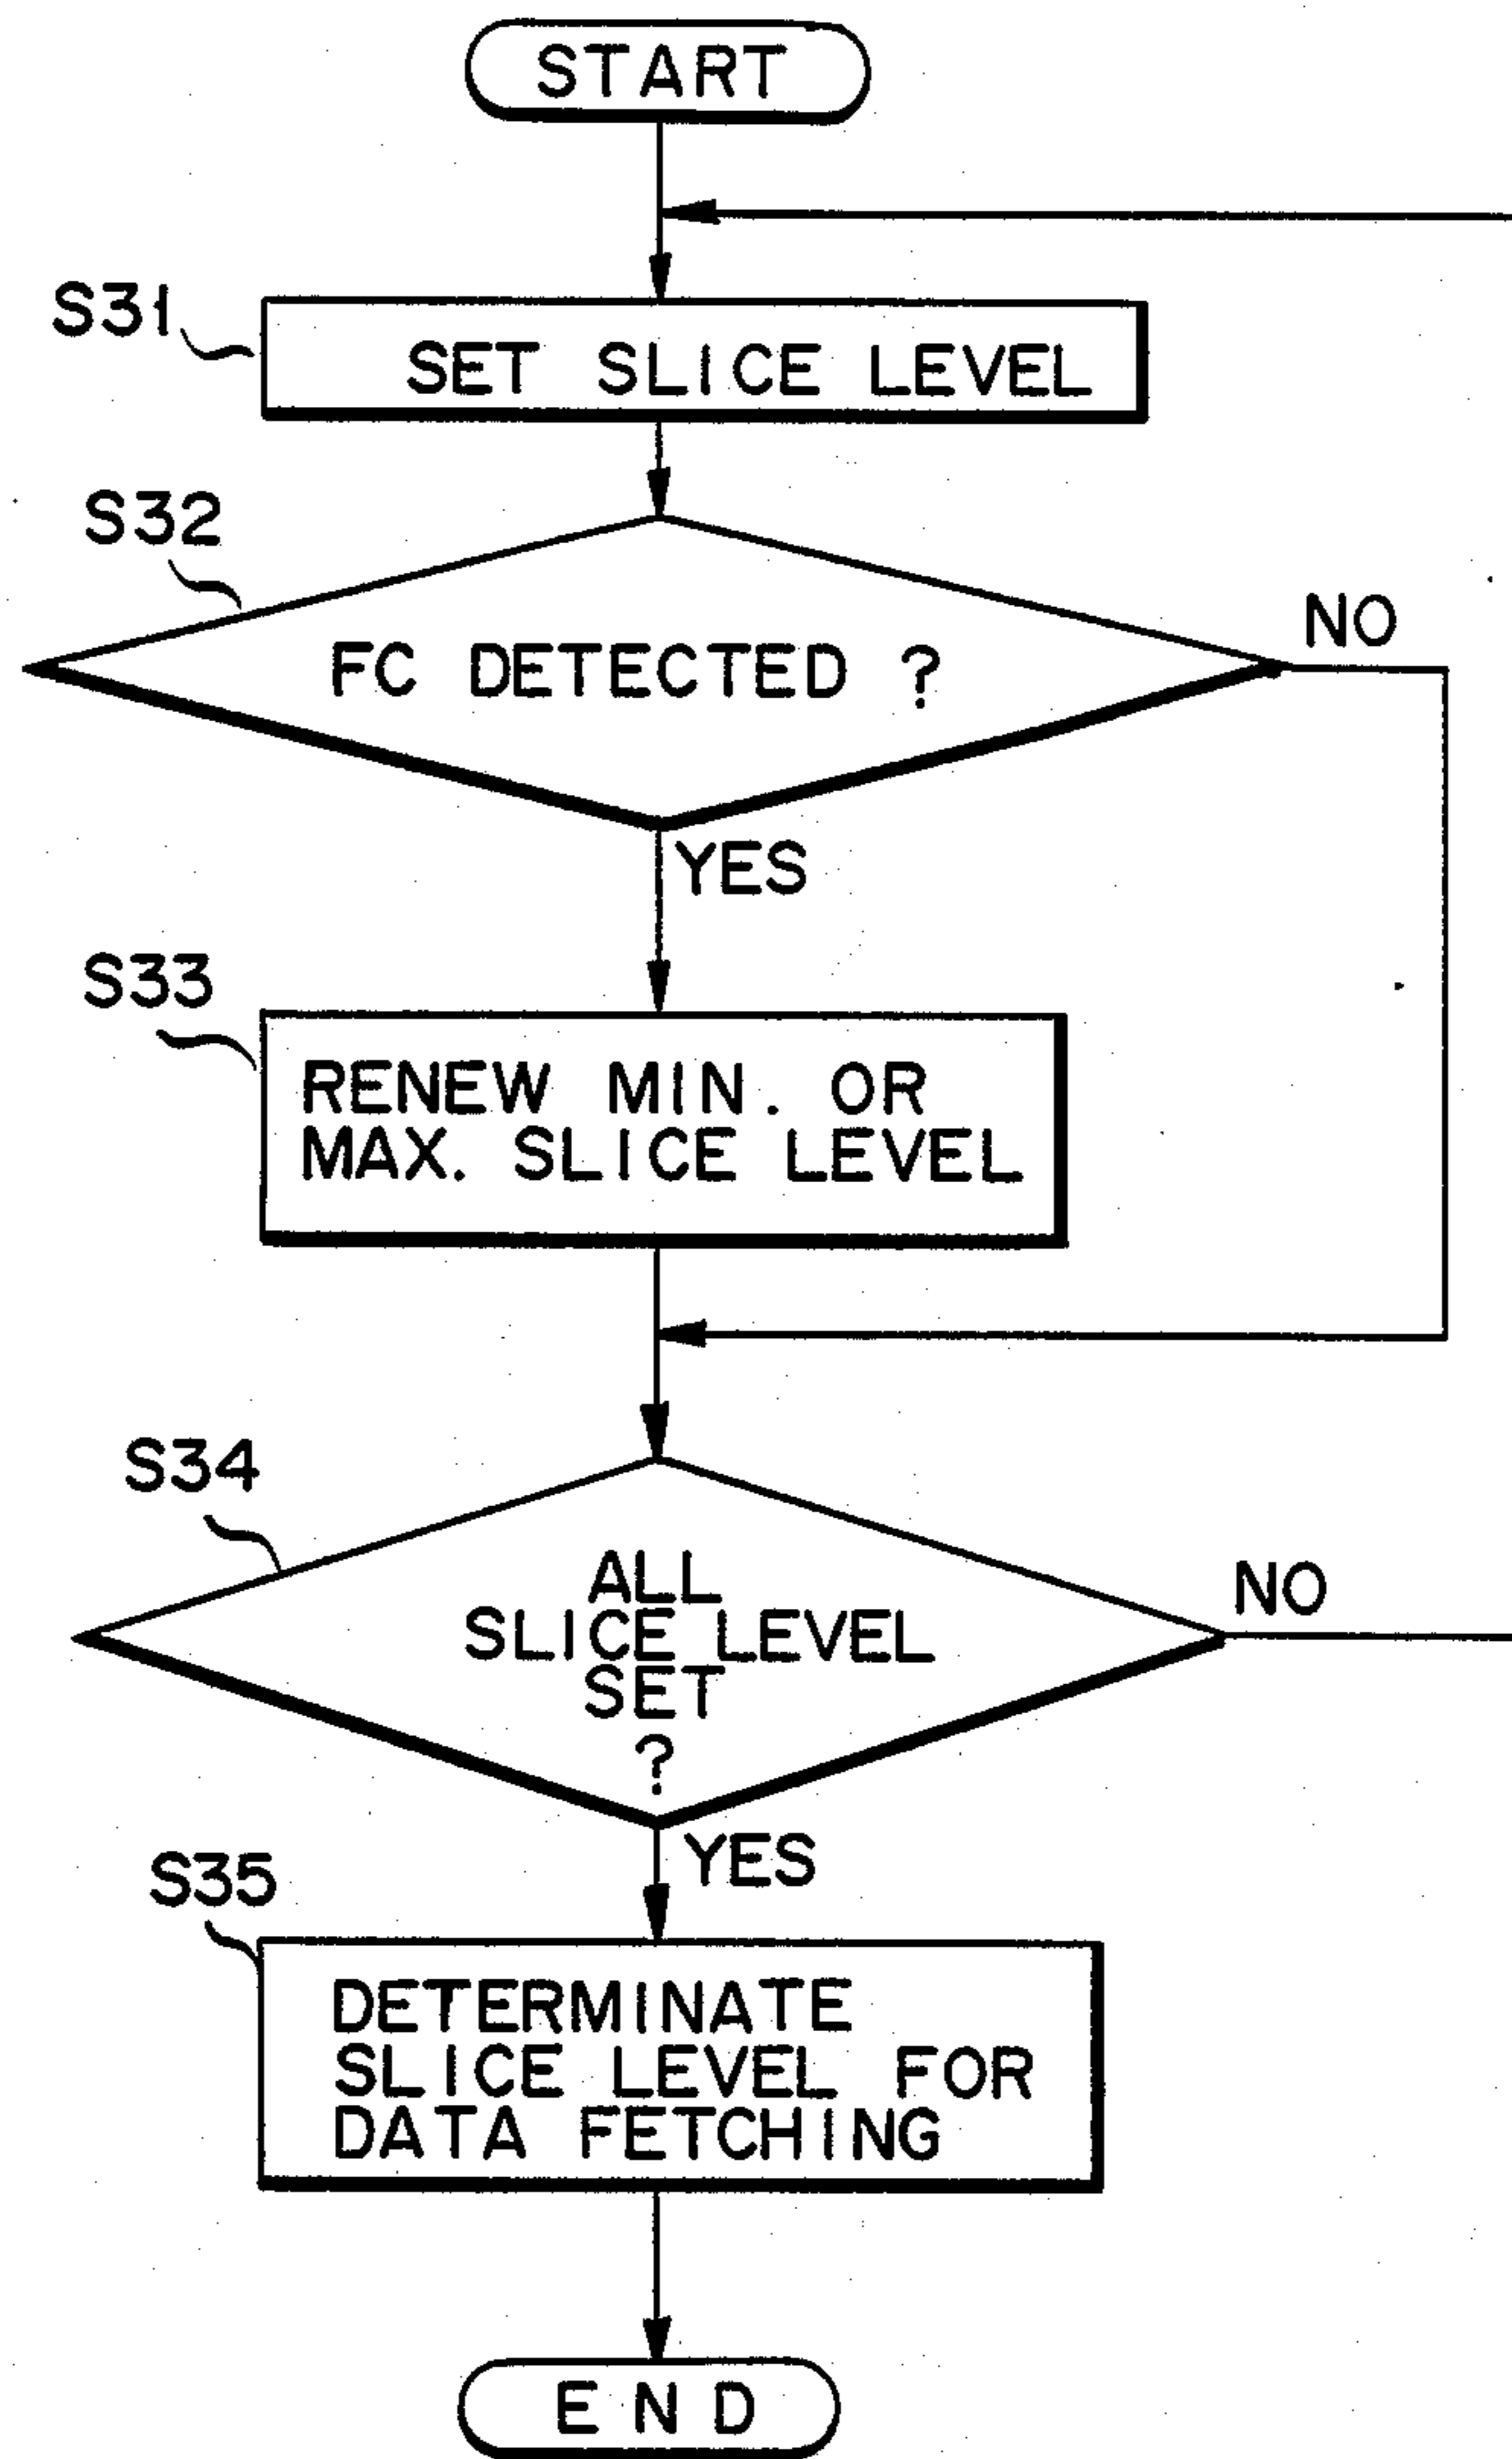 START
S31
SET SLICE LEVEL
S32
FC DETECTED ?
NO
YES
S33
RENEW MIN. OR
MAX. SLICE LEVEL
S34
ALL
SLICE LEVEL
SET
?
NO
YES
S35
DETERMINATE
SLICE LEVEL FOR
DATA FETCHING
END